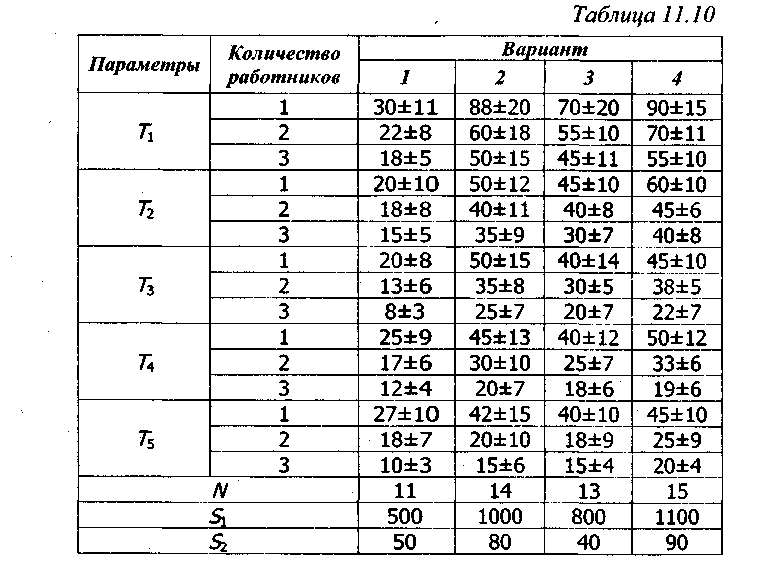 Таблица 11.10
Параметры Количество работников Вариант
1 2 3 4
T1 1 30±11 88±20 70±20 90±15
2 22±8 60±18 55±10 70±11
3 18±5 50±15 45±11 55±10
T2 1 20±10 50±12 45±10 60±10
2 18±8 40±11 40±8 45±6
3 15±5 35±9 30±7 40±8
T3 1 20±8 50±15 40±14 45±10
2 13±6 35±8 30±5 38±5
3 8±3 25±7 20±7 22±7
T4 1 25±9 45±13 40±12 50±12
2 17±6 30±10 25±7 33±6
3 12±4 20±7 18±6 19±6
T5 1 27±10 42±15 40±10 45±10
2 18±7 20±10 18±9 25±9
3 10±3 15±6 15±4 20±4
N 11 14 13 15
S1 500 1000 800 1100
S2 50 80 40 90